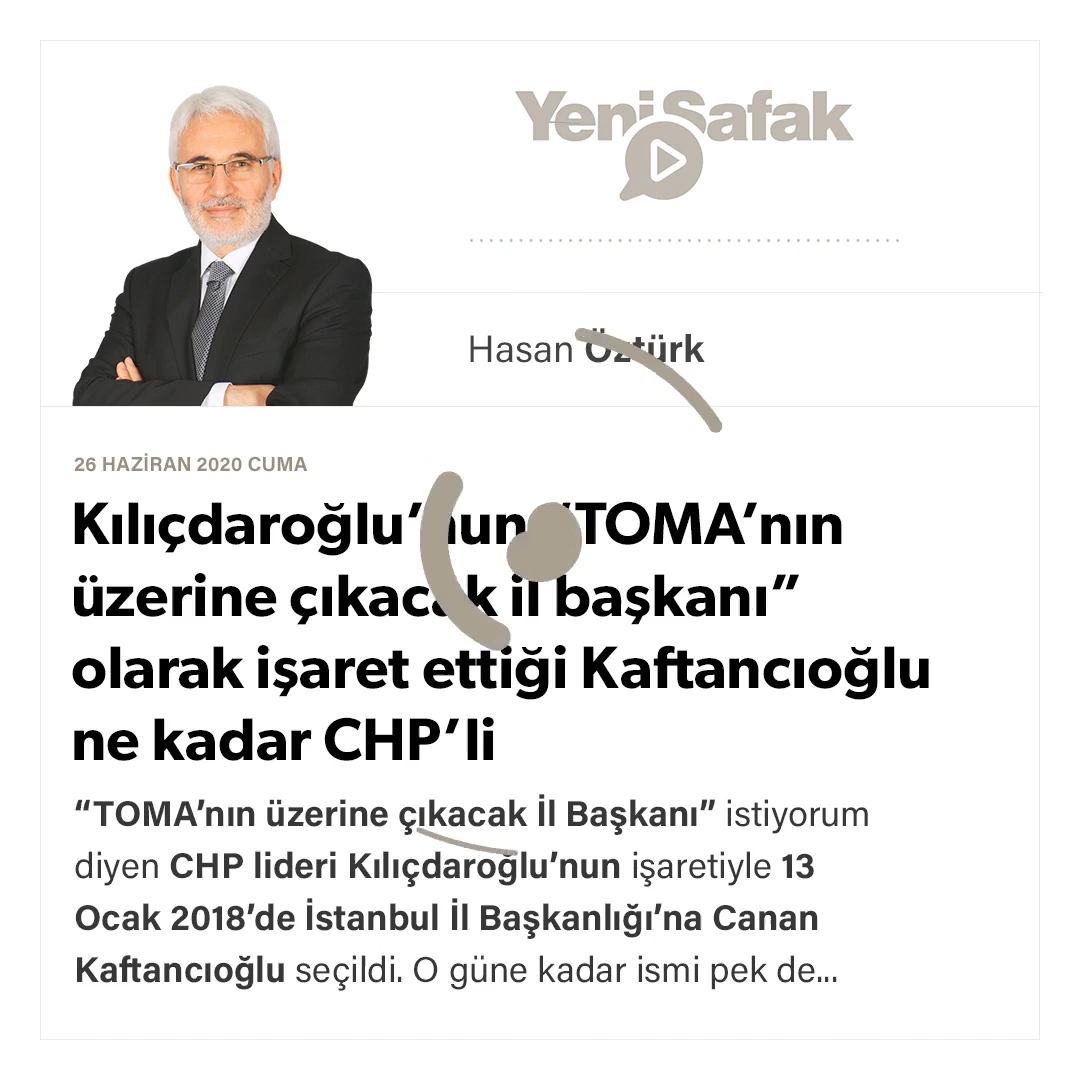 YeniŞafak
Hasan Öztürk
26 HAZİRAN 2020 CUMA
Kılıçdaroğlu’nun “TOMA’nın
üzerine çıkacak il başkanı”
olarak işaret ettiği Kaftancıoğlu
ne kadar CHP’li
“TOMA’nın üzerine çıkacak İl Başkanı” istiyorum
diyen CHP lideri Kılıçdaroğlu’nun işaretiyle 13
Ocak 2018’de İstanbul İl Başkanlığı’na Canan
Kaftancıoğlu seçildi. O güne kadar ismi pek de...